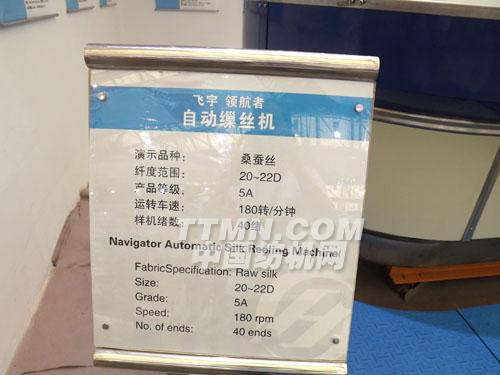 飞宇 领航者
自动缫丝机
演示品种： 桑蚕丝
纤度范围： 20~22D
产品等级： 5A
运转车速： 180转/分钟
样机绪数： 40绪
TTMN.COM
中国纺机网
Navigator Automatic Silk Reeling Machine
FabricSpecification: Raw silk
Size: 20~22D
Grade: 5A
Speed: 180 rpm
No. of ends: 40 ends